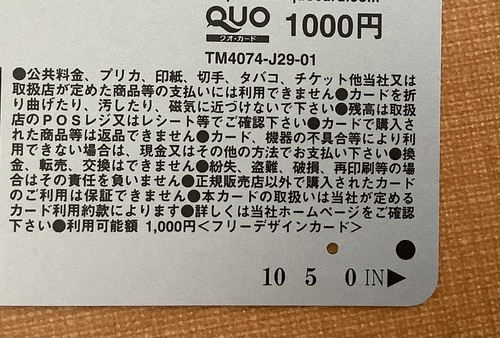 QUO 1000円
クオ・カード
TM4074-J29-01
●公共料金、プリカ、印紙、切手、タバコ、チケット他当社又は
取扱店が定めた商品等の支払いには利用できません●カードを折
り曲げたり、汚したり、磁気に近づけないで下さい●残高は取扱
店のPOSレジ又はレシート等でご確認下さい●カードで購入さ
れた商品等は返品できません●カード、機器の不具合等により利
用できない場合は、現金又はその他の方法でお支払い下さい●換
金、転売、交換はできません●紛失、盗難、破損、再印刷等の場
合はその責任を負いません●正規販売店以外で購入されたカード
のご利用は保証できません●本カードの取扱いは当社が定める
カード利用約款によります●詳しくは当社ホームページをご確認
下さい●利用可能額 1,000円<フリーデザインカード>
10 5 0 IN▶